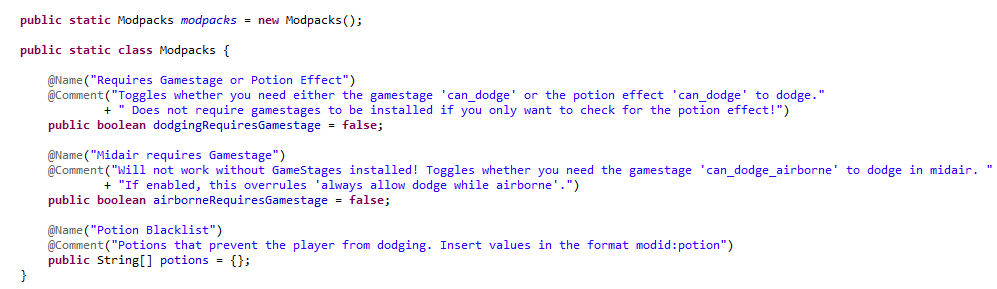 public static Modpacks modpacks = new Modpacks();
public static class Modpacks {
@Name("Requires Gamestage or Potion Effect")
@Comment("Toggles whether you need either the gamestage 'can_dodge' or the potion effect 'can_dodge' to dodge."
+ " Does not require gamestages to be installed if you only want to check for the potion effect!")
public boolean dodgingRequiresGamestage = false;
@Name("Midair requires Gamestage")
@Comment("Will not work without GameStages installed! Toggles whether you need the gamestage 'can_dodge_airborne' to dodge in midair. "
+ "If enabled, this overrules 'always allow dodge while airborne'.")
public boolean airborneRequiresGamestage = false;
@Name("Potion Blacklist")
@Comment("Potions that prevent the player from dodging. Insert values in the format modid:potion")
public String[] potions = {};
}